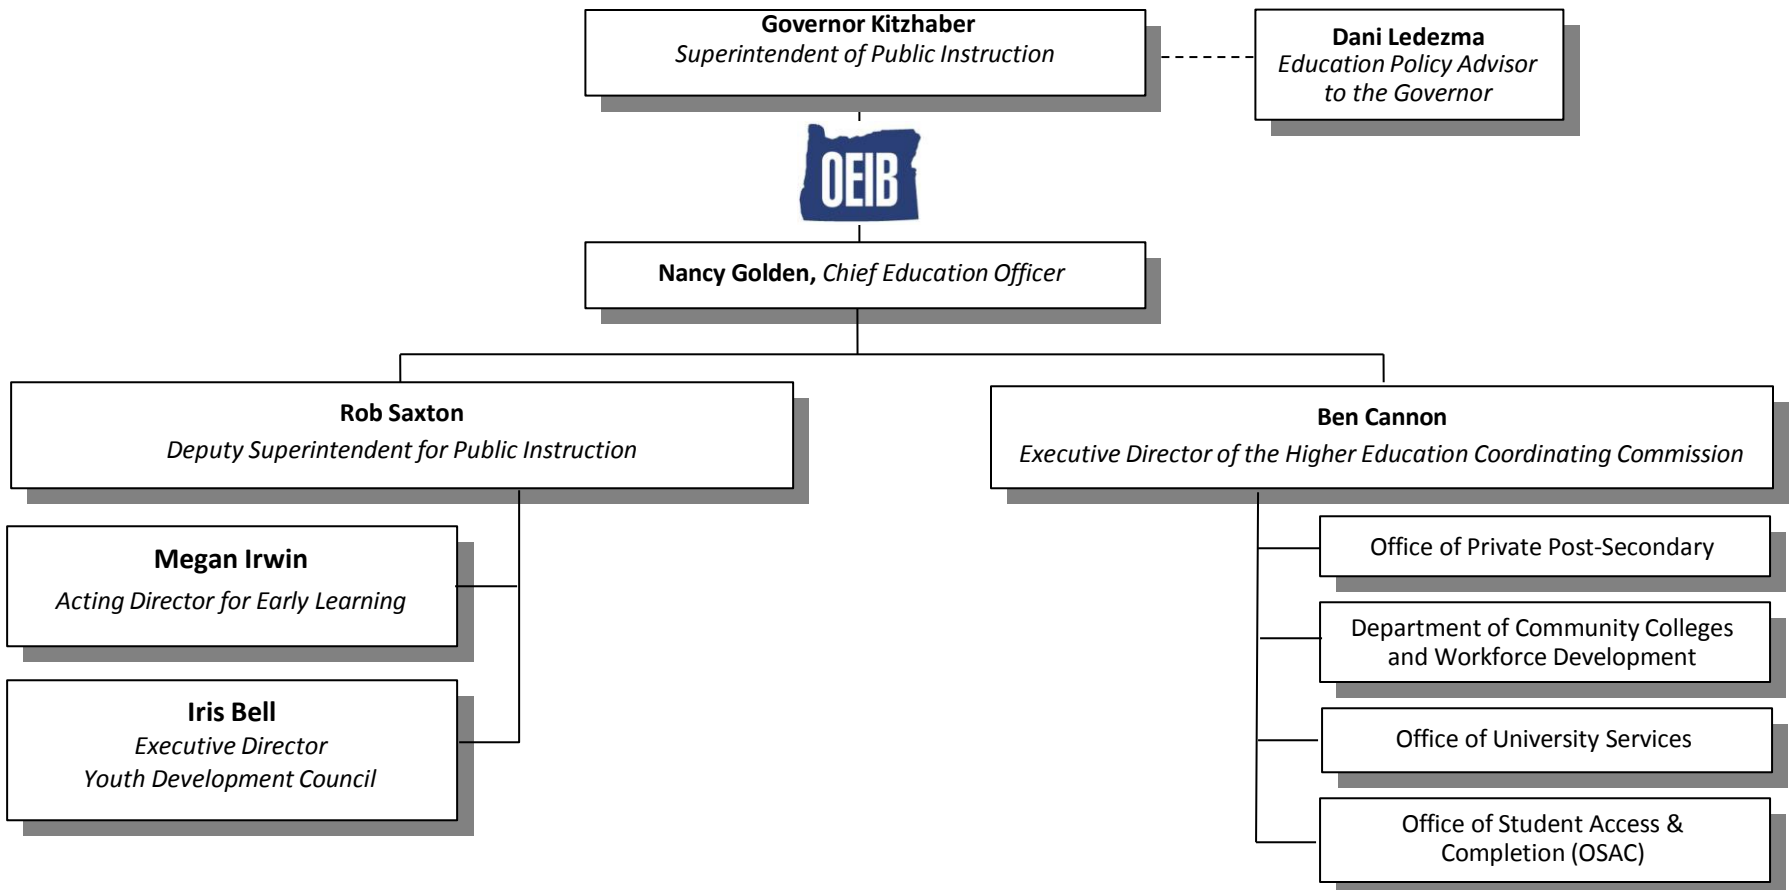 Governor Kitzhaber
Superintendent of Public Instruction
Dani Ledezma
Education Policy Advisor
to the Governor
OEIB
Nancy Golden, Chief Education Officer
Rob Saxton
Deputy Superintendent for Public Instruction
Ben Cannon
Executive Director of the Higher Education Coordinating Commission
Megan Irwin
Acting Director for Early Learning
Iris Bell
Executive Director
Youth Development Council
Office of Private Post-Secondary
Department of Community Colleges
and Workforce Development
Office of University Services
Office of Student Access &
Completion (OSAC)